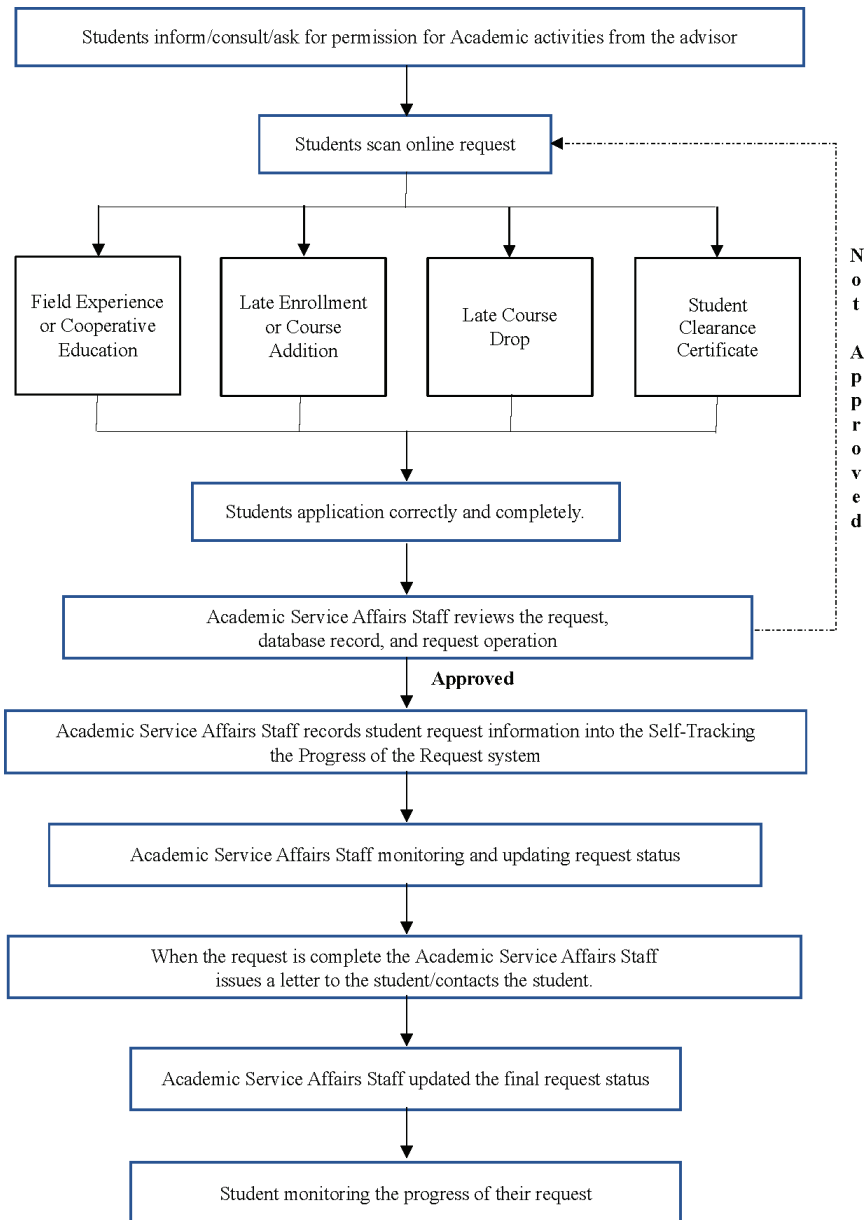 Students inform/consult/ask for permission for Academic activities from the advisor
Students scan online request
Field Experience
or Cooperative
Education
Late Enrollment
or Course
Addition
Late Course
Drop
Student
Clearance
Certificate
Not Approved
Students application correctly and completely.
Academic Service Affairs Staff reviews the request,
database record, and request operation
Approved
Academic Service Affairs Staff records student request information into the Self-Tracking
the Progress of the Request system
Academic Service Affairs Staff monitoring and updating request status
When the request is complete the Academic Service Affairs Staff
issues a letter to the student/contacts the student.
Academic Service Affairs Staff updated the final request status
Student monitoring the progress of their request